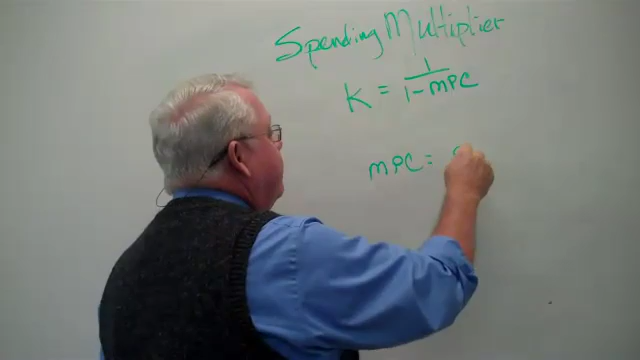 Spending Multiplier
K = 1/1-MPC
MPC =